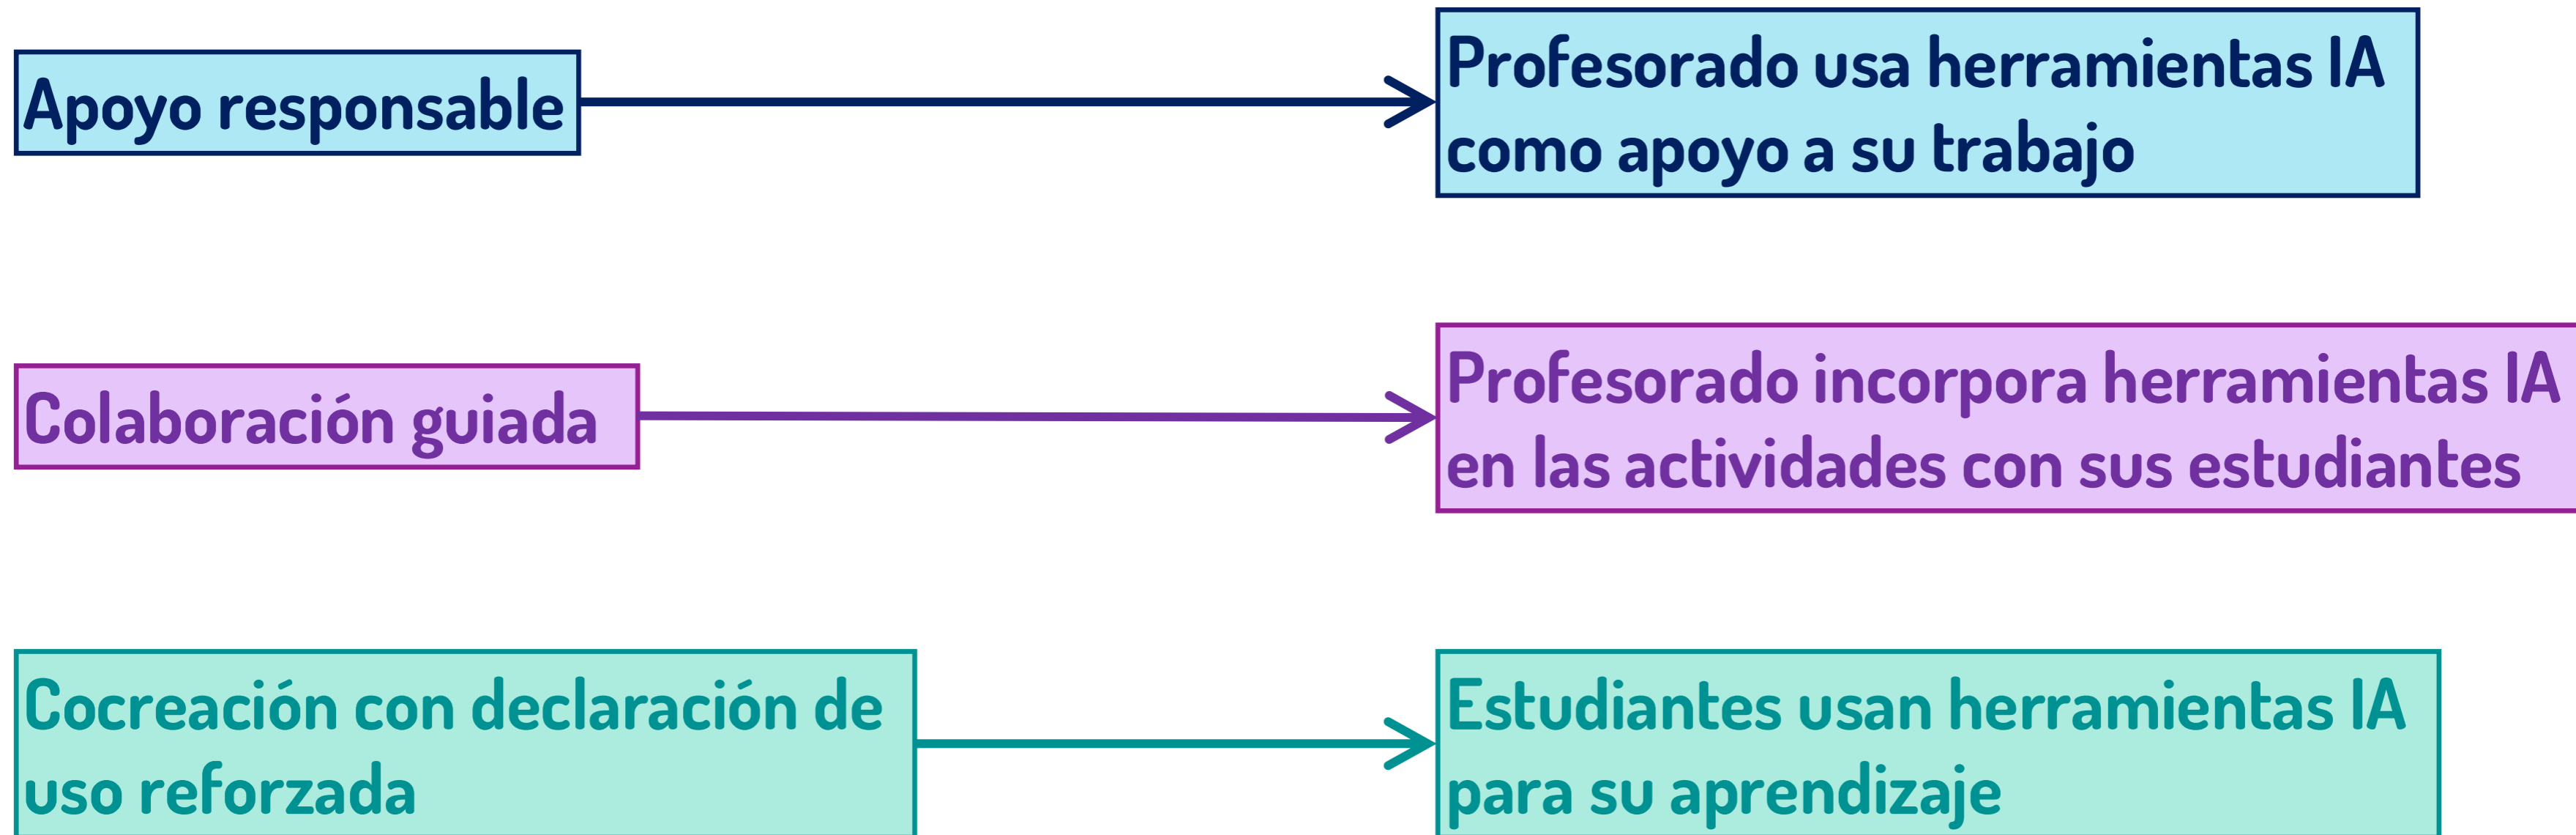 Apoyo responsable
Profesorado usa herramientas IA
como apoyo a su trabajo
Colaboración guiada
Profesorado incorpora herramientas IA
en las actividades con sus estudiantes
Cocreación con declaración de
uso reforzada
Estudiantes usan herramientas IA
para su aprendizaje